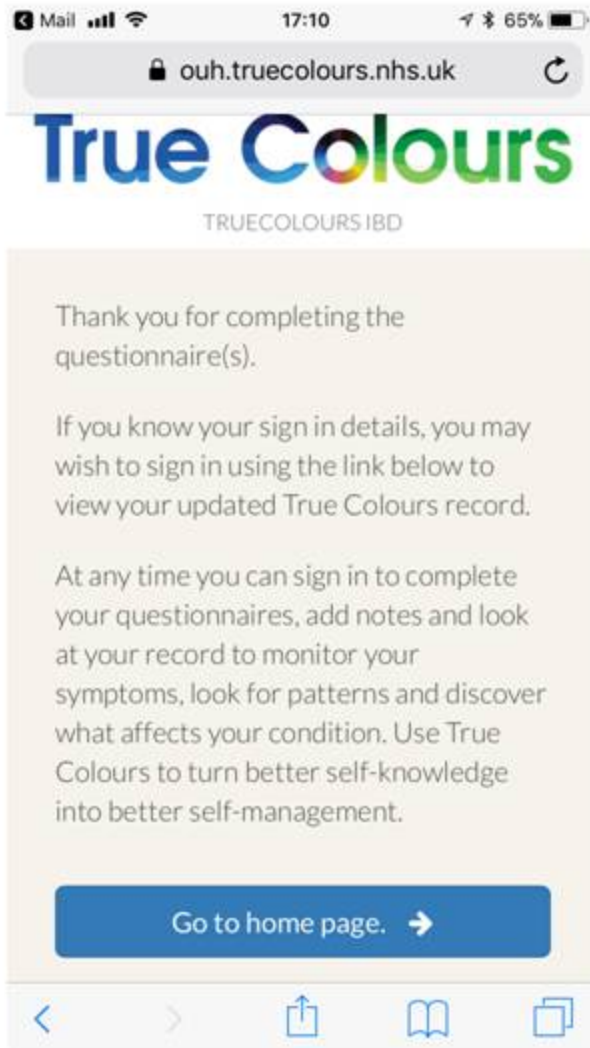 Mail 17:10 65%
ouh.truecolours.nhs.uk
True Colours
TRUECOLOURS IBD
Thank you for completing the
questionnaire(s).
If you know your sign in details, you may
wish to sign in using the link below to
view your updated True Colours record.
At any time you can sign in to complete
your questionnaires, add notes and look
at your record to monitor your
symptoms, look for patterns and discover
what affects your condition. Use True
Colours to turn better self-knowledge
into better self-management.
Go to home page.